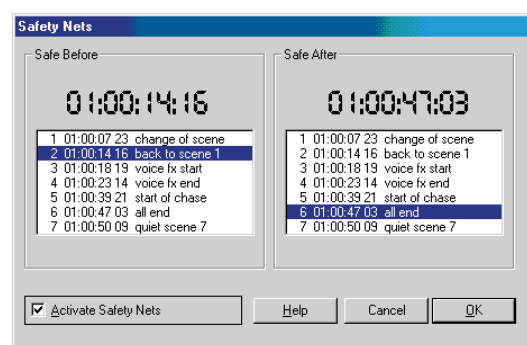 Safety Nets
Safe Before
01:00:14:16
1 01:00:07 23 change of scene
2 01:00:14 16 back to scene 1
3 01:00:18 19 voice fx start
4 01:00:23 14 voice fx end
5 01:00:39 21 start of chase
6 01:00:47 03 all end
7 01:00:50 09 quiet scene 7
Safe After
01:00:47:03
1 01:00:07 23 change of scene
2 01:00:14 16 back to scene 1
3 01:00:18 19 voice fx start
4 01:00:23 14 voice fx end
5 01:00:39 21 start of chase
6 01:00:47 03 all end
7 01:00:50 09 quiet scene 7
Activate Safety Nets
Help
Cancel
OK